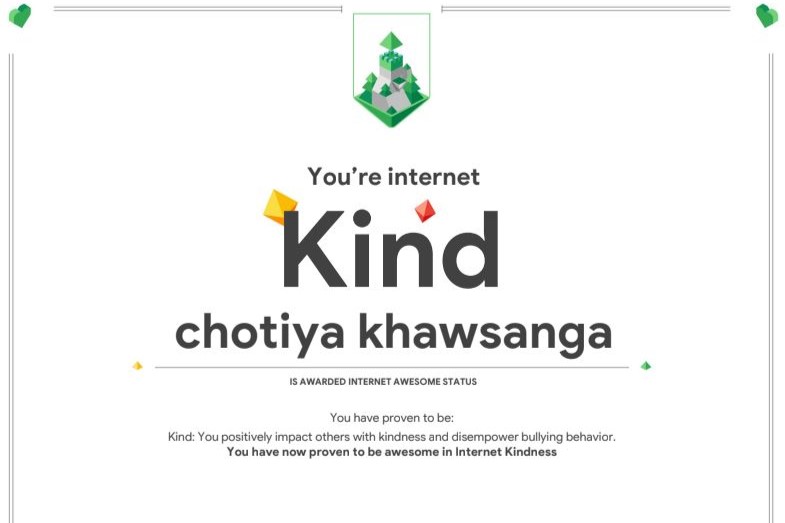 You’re internet
Kind
chotiya khawsanga
IS AWARDED INTERNET AWESOME STATUS
You have proven to be:
Kind: You positively impact others with kindness and disempower bullying behavior.
You have now proven to be awesome in Internet Kindness